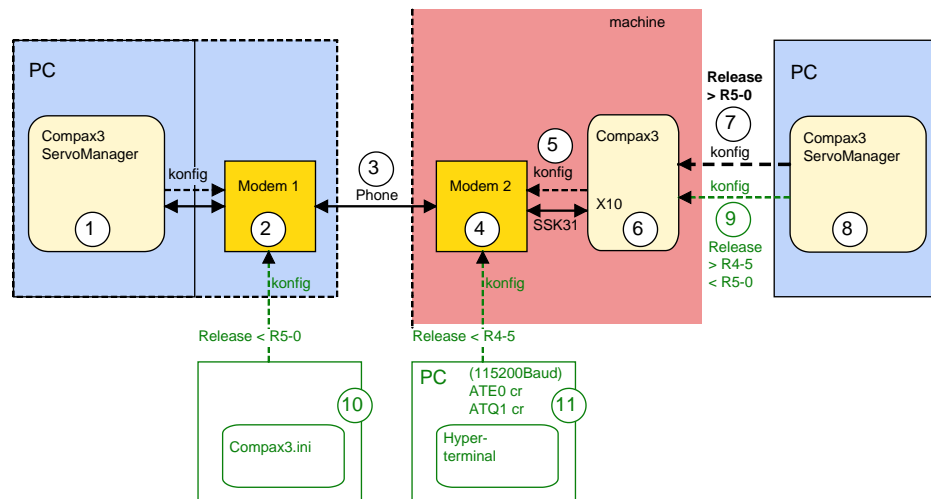 machine
PC
Compax3
ServoManager
1
konfig
Modem 1
2
3
Phone
Modem 2
4
5
konfig
SSK31
Compax3
X10
6
Release
> R5-0
7
konfig
konfig
9
Release
> R4-5
< R5-0
PC
Compax3
ServoManager
8
konfig
Release < R5-0
10
Compax3.ini
konfig
Release < R4-5
PC
(115200Baud)
ATE0 cr
ATQ1 cr
11
Hyper-
terminal